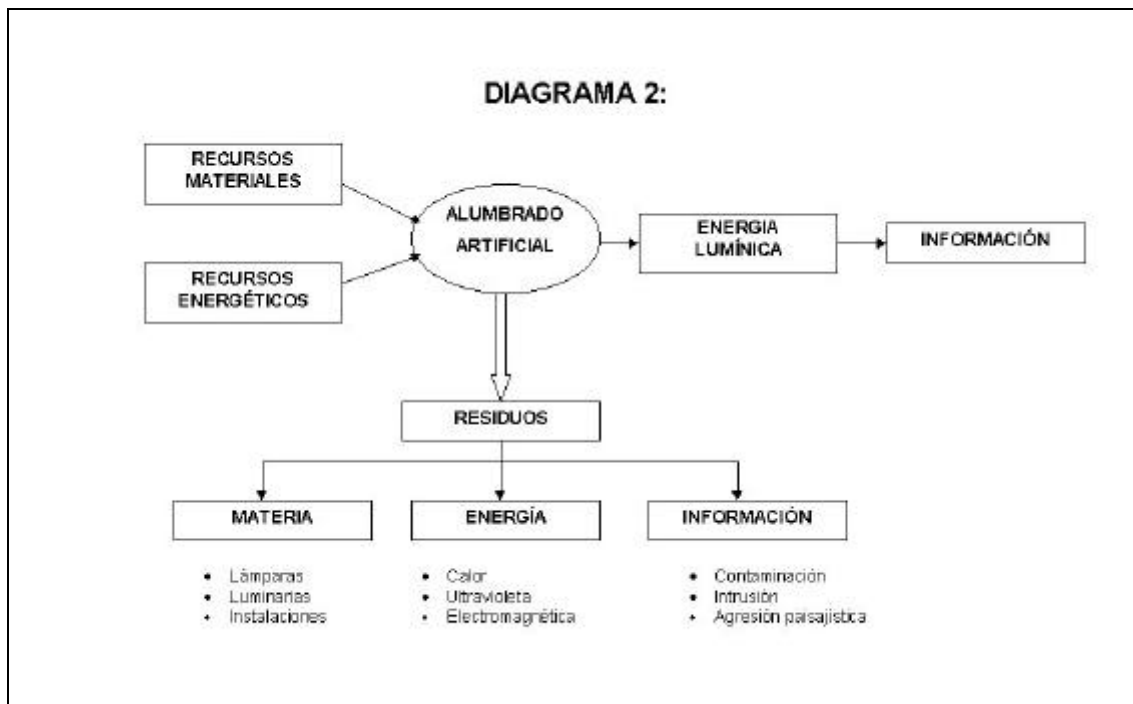 DIAGRAMA 2:
RECURSOS
MATERIALES
ALUMBRADO
ARTIFICIAL
ENERGIA
LUMÍNICA
INFORMACIÓN
RECURSOS
ENERGÉTICOS
RESIDUOS
MATERIA
ENERGÍA
INFORMACIÓN
• Lámparas
• Luminarias
• Instalaciones
• Calor
• Ultravioleta
• Electromagnética
• Contaminación
• Intrusión
• Agresión paisajística